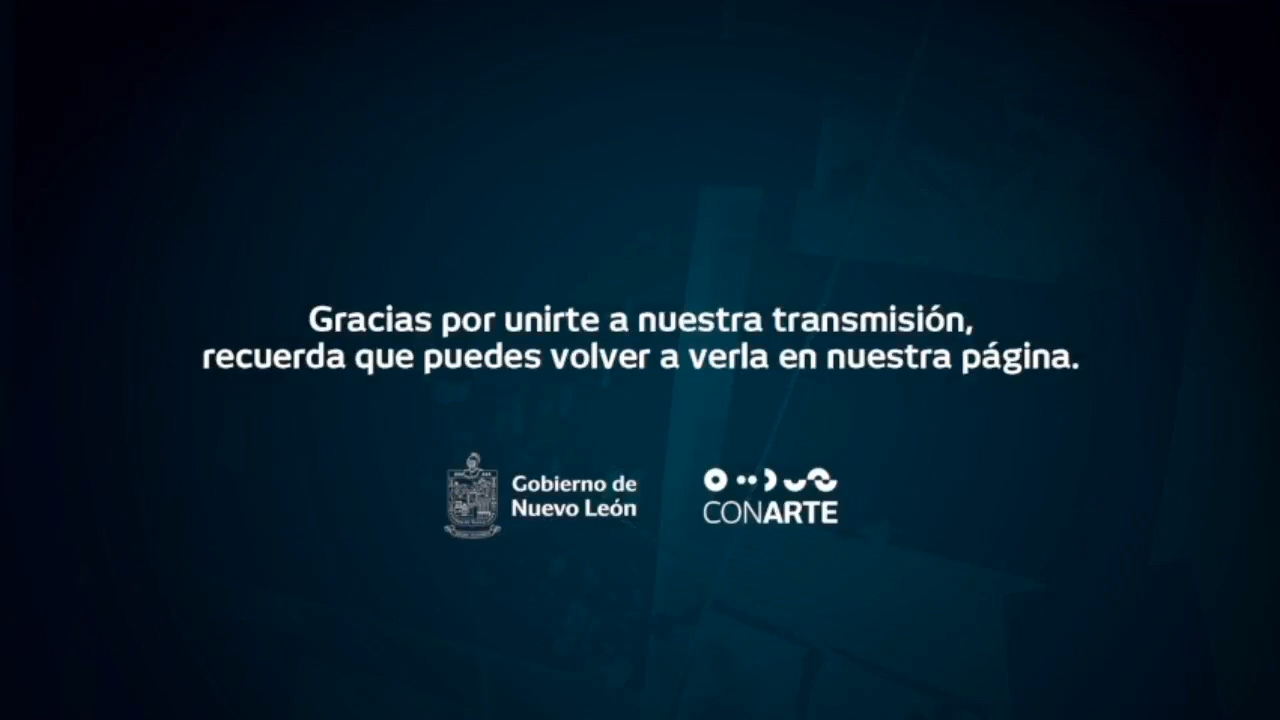 Gracias por unirte a nuestra transmisión,
recuerda que puedes volver a verla en nuestra página.
Gobierno de
Nuevo León
CONARTE